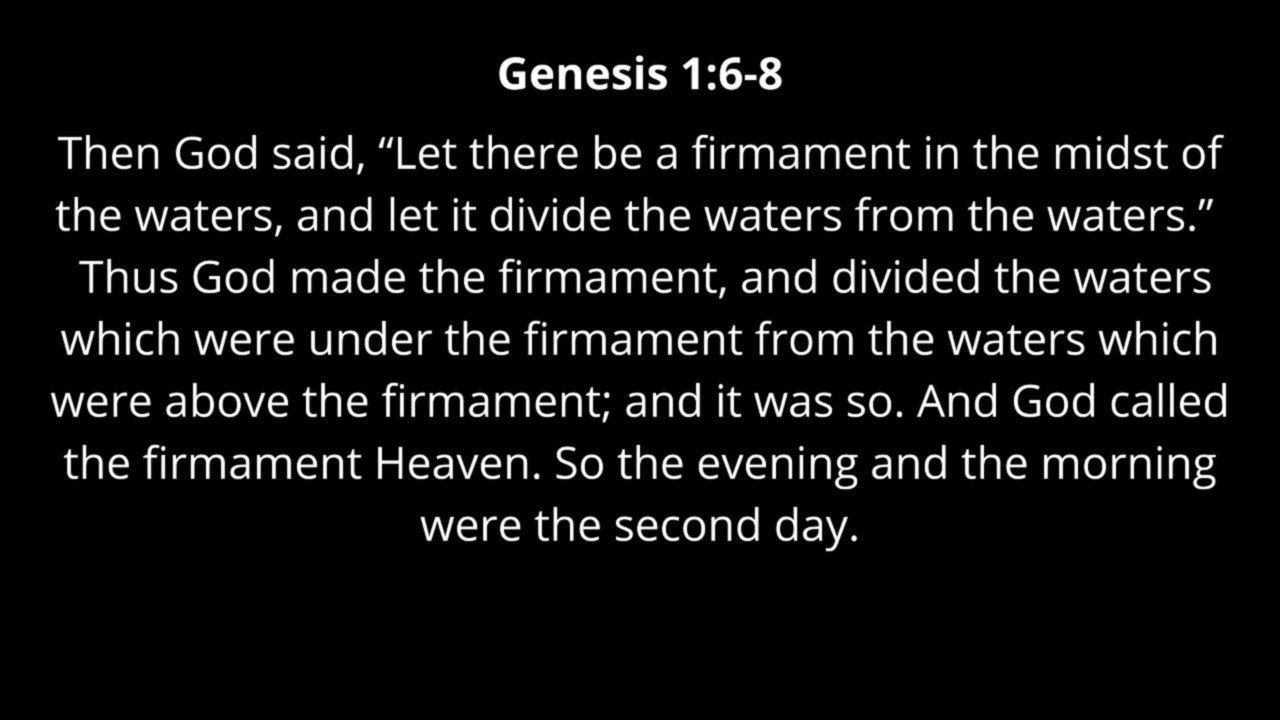 Genesis 1:6-8
Then God said, “Let there be a firmament in the midst of
the waters, and let it divide the waters from the waters.”
Thus God made the firmament, and divided the waters
which were under the firmament from the waters which
were above the firmament; and it was so. And God called
the firmament Heaven. So the evening and the morning
were the second day.